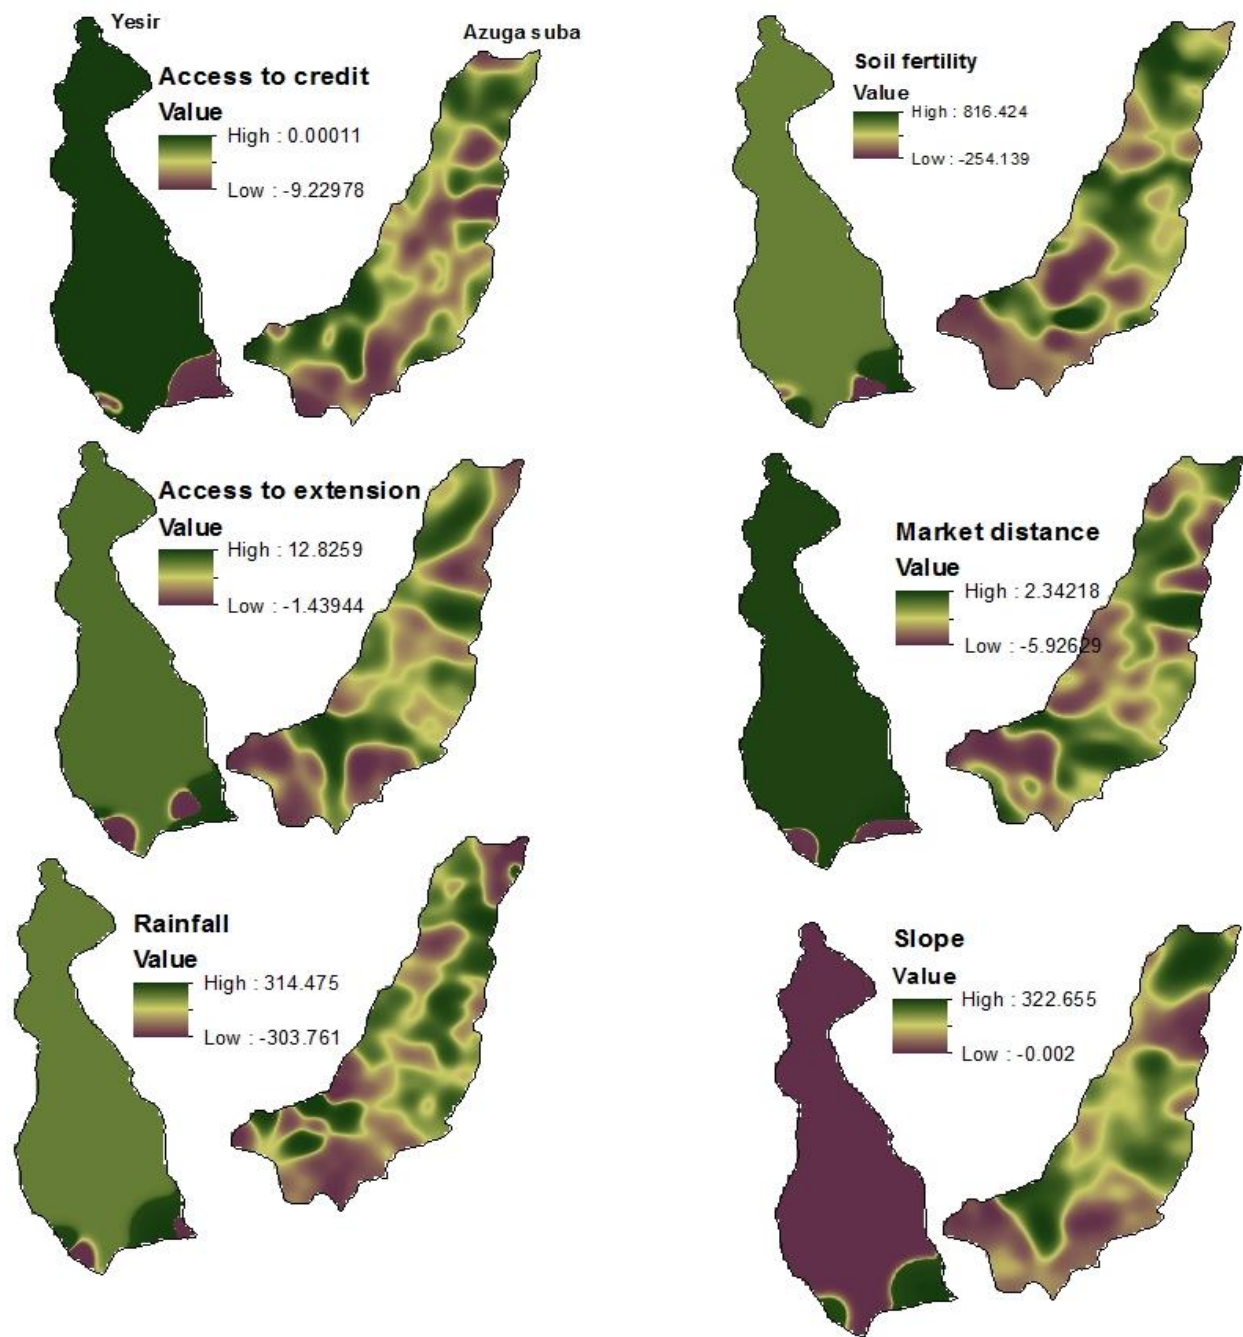 Yesir
Azuga suba
Access to credit
Value
High : 0.00011
Low : -9.22978
Soil fertility
Value
High : 816.424
Low : -254.139
Access to extension
Value
High : 12.8259
Low : -1.43944
Market distance
Value
High : 2.34218
Low : -5.92629
Rainfall
Value
High : 314.475
Low : -303.761
Slope
Value
High : 322.655
Low : -0.002